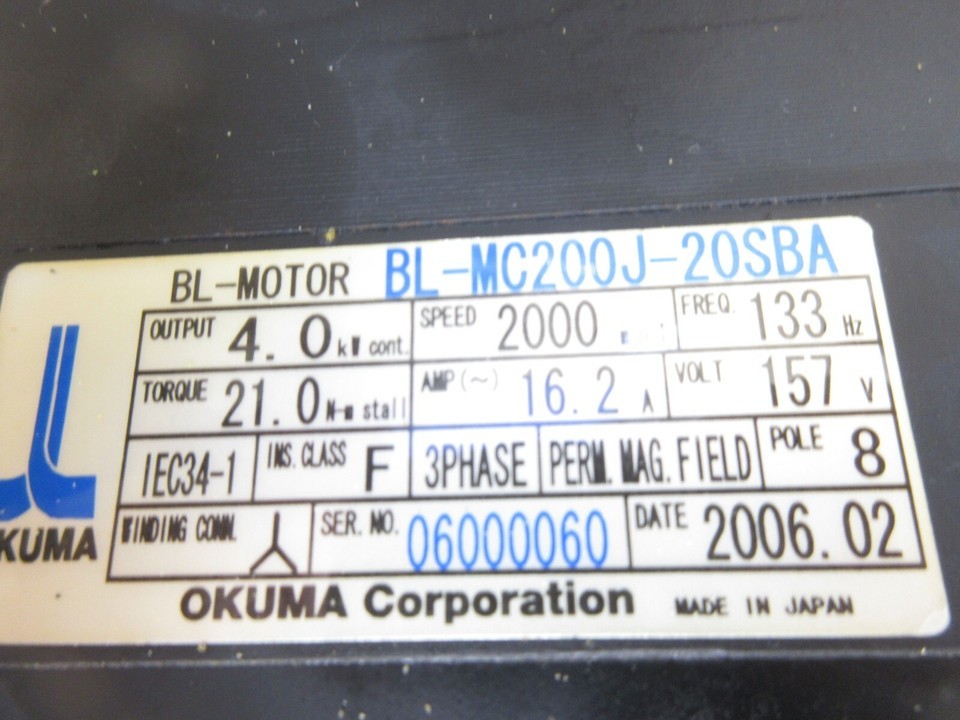 BL-MOTOR BL-MC200J-20SBA
OUTPUT 4.0 kW cont. SPEED 2000 FREQ. 133 Hz
TORQUE 21.0 N-m stall AMP(~) 16.2 A VOLT 157 V
IEC34-1 INS. CLASS F 3PHASE PERM. MAG. FIELD POLE 8
WINDING CONN. SER. NO. 06000060 DATE 2006.02
KUMA
OKUMA Corporation MADE IN JAPAN